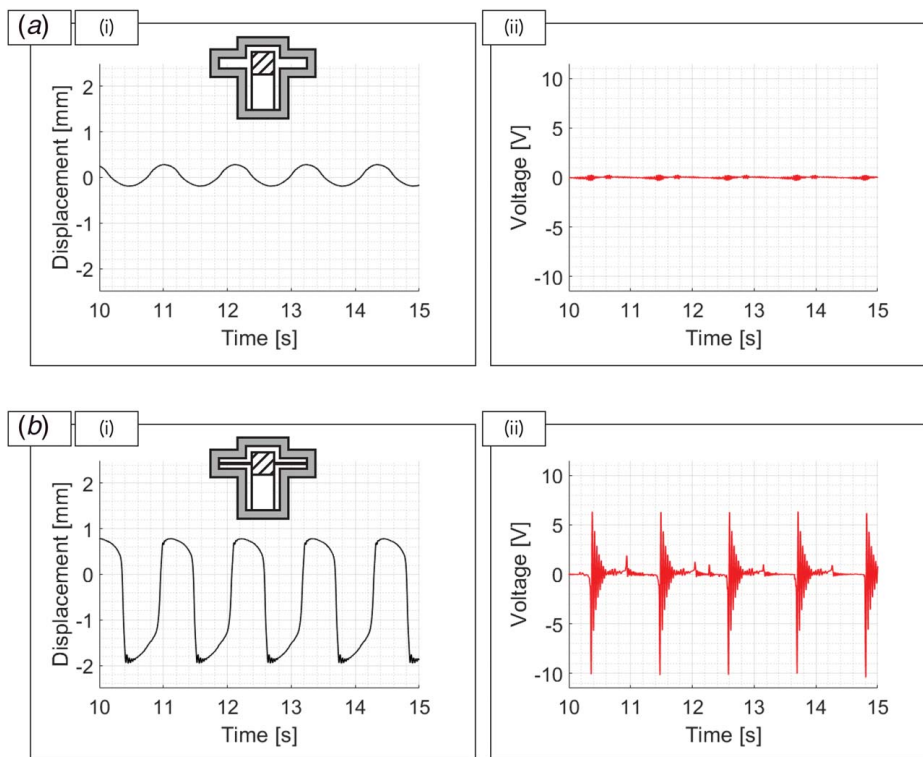 (a) (i)
Displacement [mm]
2
1
0
-1
-2
10 11 12 13 14 15
Time [s]
(ii)
Voltage [V]
10
5
0
-5
-10
10 11 12 13 14 15
Time [s]
(b) (i)
Displacement [mm]
2
1
0
-1
-2
10 11 12 13 14 15
Time [s]
(ii)
Voltage [V]
10
5
0
-5
-10
10 11 12 13 14 15
Time [s]